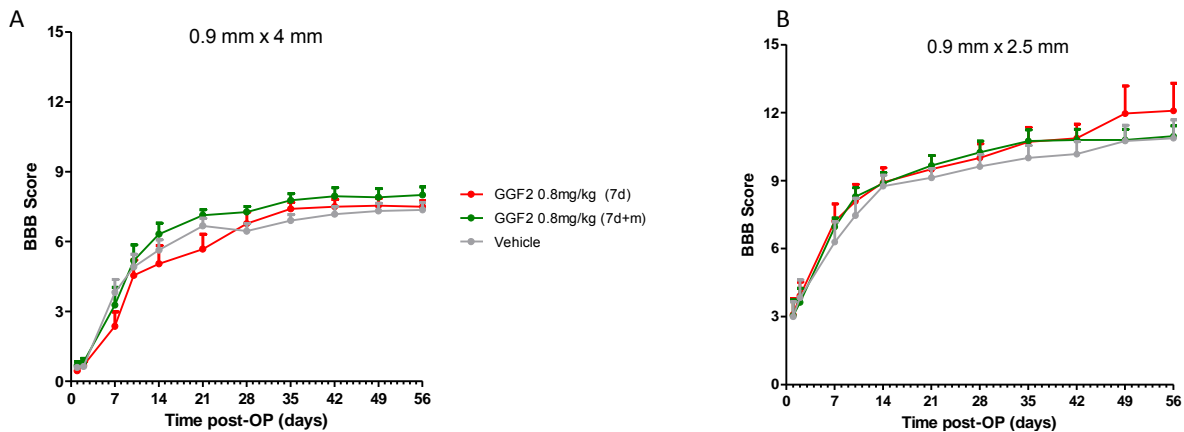 A
0.9 mm x 4 mm
15
12
9
6
3
0
BBB Score
0 7 14 21 28 35 42 49 56
Time post-OP (days)
GGF2 0.8mg/kg (7d)
GGF2 0.8mg/kg (7d+m)
Vehicle
B
0.9 mm x 2.5 mm
15
12
9
6
3
0
BBB Score
0 7 14 21 28 35 42 49 56
Time post-OP (days)